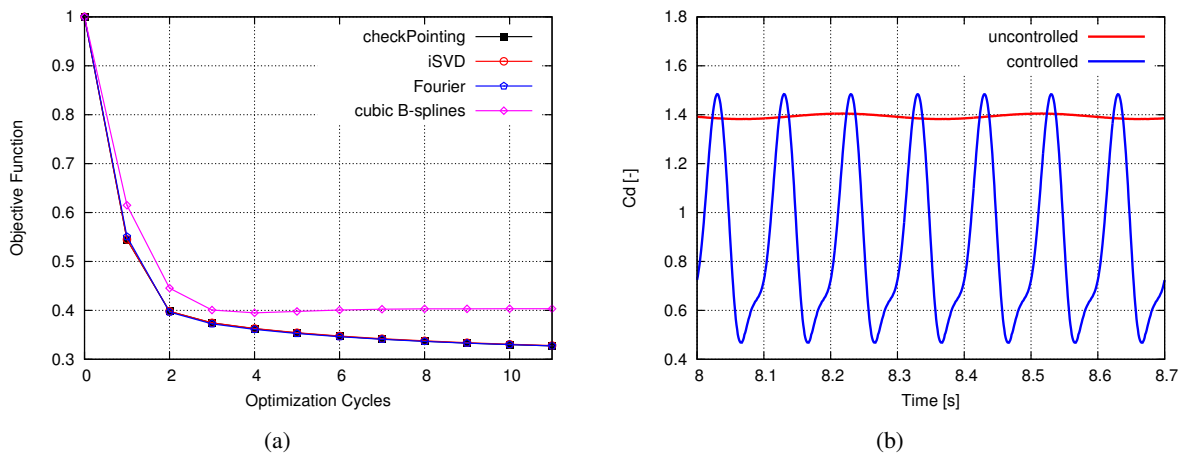 1
0.9
0.8
0.7
0.6
0.5
0.4
0.3
0 2 4 6 8 10
Objective Function
Optimization Cycles
checkPointing
iSVD
Fourier
cubic B-splines
(a)
1.8
1.6
1.4
1.2
1
0.8
0.6
0.4
8 8.1 8.2 8.3 8.4 8.5 8.6 8.7
Cd [-]
Time [s]
uncontrolled
controlled
(b)